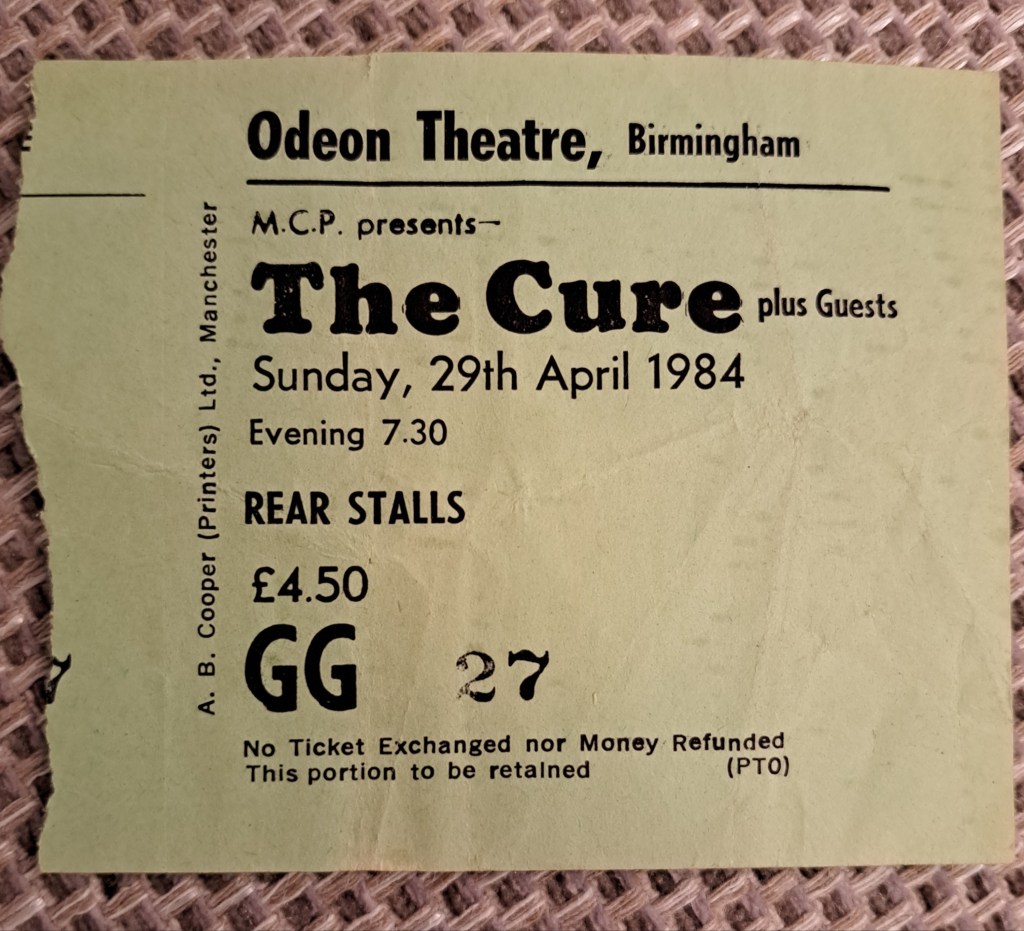 Odeon Theatre, Birmingham
M.C.P. presents—
The Cure plus Guests
Sunday, 29th April 1984
Evening 7.30
REAR STALLS
£4.50
GG 27
No Ticket Exchanged nor Money Refunded
This portion to be retained (PTO)
A. B. Cooper (Printers) Ltd., Manchester